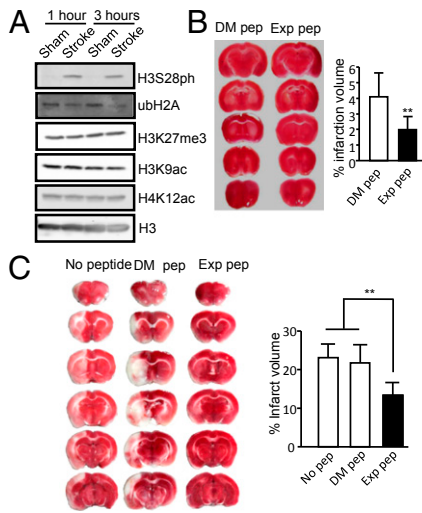 A
1 hour 3 hours
Sham Stroke Sham Stroke
H3S28ph
ubH2A
H3K27me3
H3K9ac
H4K12ac
H3
B
DM pep Exp pep
% infarction volume
6
5
4
3
2
1
0
**
DM pep Exp pep
C
No peptide DM pep Exp pep
% Infarct volume
30
20
10
0
**
No pep DM pep Exp pep